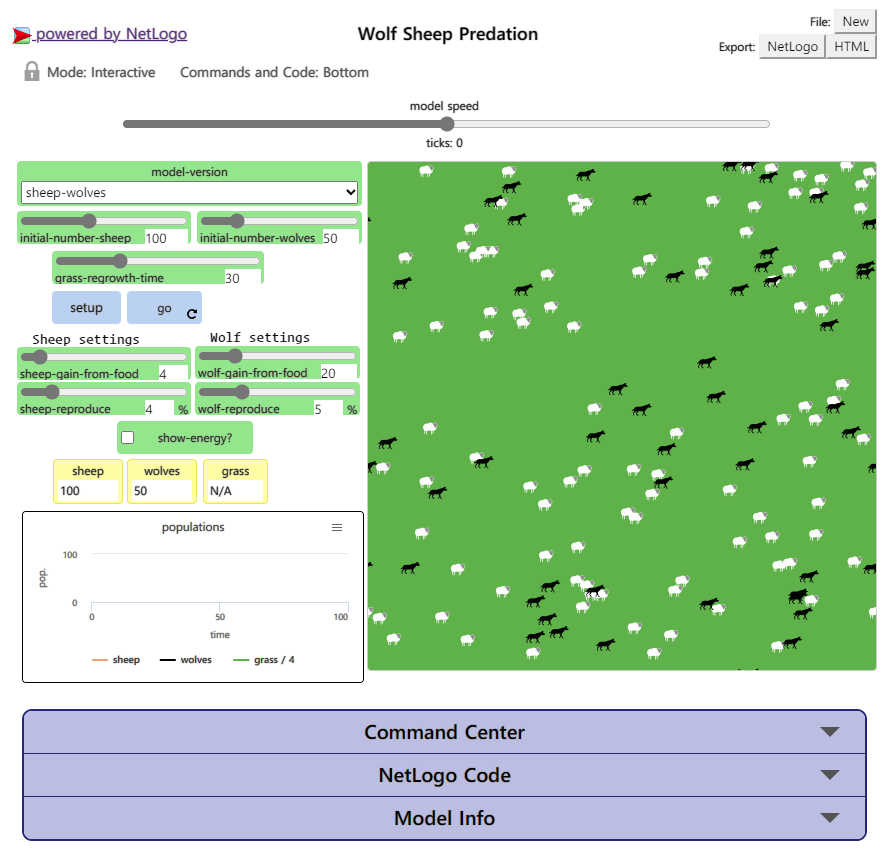 File: New
powered by NetLogo
Wolf Sheep Predation
Export: NetLogo HTML
Mode: Interactive Commands and Code: Bottom
model speed
ticks: 0
model-version
sheep-wolves
initial-number-sheep 100 initial-number-wolves 50
grass-regrowth-time 30
setup go
Sheep settings Wolf settings
sheep-gain-from-food 4 wolf-gain-from-food 20
sheep-reproduce 4 % wolf-reproduce 5 %
show-energy?
sheep wolves grass
100 50 N/A
populations
pop.
100
0
0 50 100
time
sheep wolves grass / 4
Command Center
NetLogo Code
Model Info